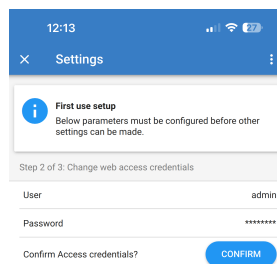 12:13
27
Settings
First use setup
Below parameters must be configured before other
settings can be made.
Step 2 of 3: Change web access credentials
User admin
Password ********
Confirm Access credentials? CONFIRM